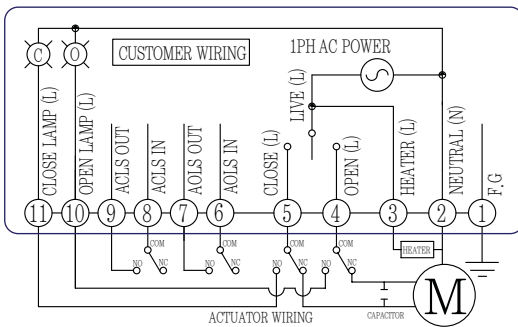 C
O
CUSTOMER WIRING
1PH AC POWER
CLOSE LAMP (L)
OPEN LAMP (L)
ACLS OUT
ACLS IN
AOLS OUT
AOLS IN
CLOSE (L)
LIVE (L)
OPEN (L)
HEATER (L)
NEUTRAL (N)
F.G
11
10
9
8
7
6
5
4
3
2
1
COM
NO
NC
COM
NO
NC
COM
NO
NC
COM
NO
NC
HEATER
M
CAPACITOR
ACTUATOR WIRING